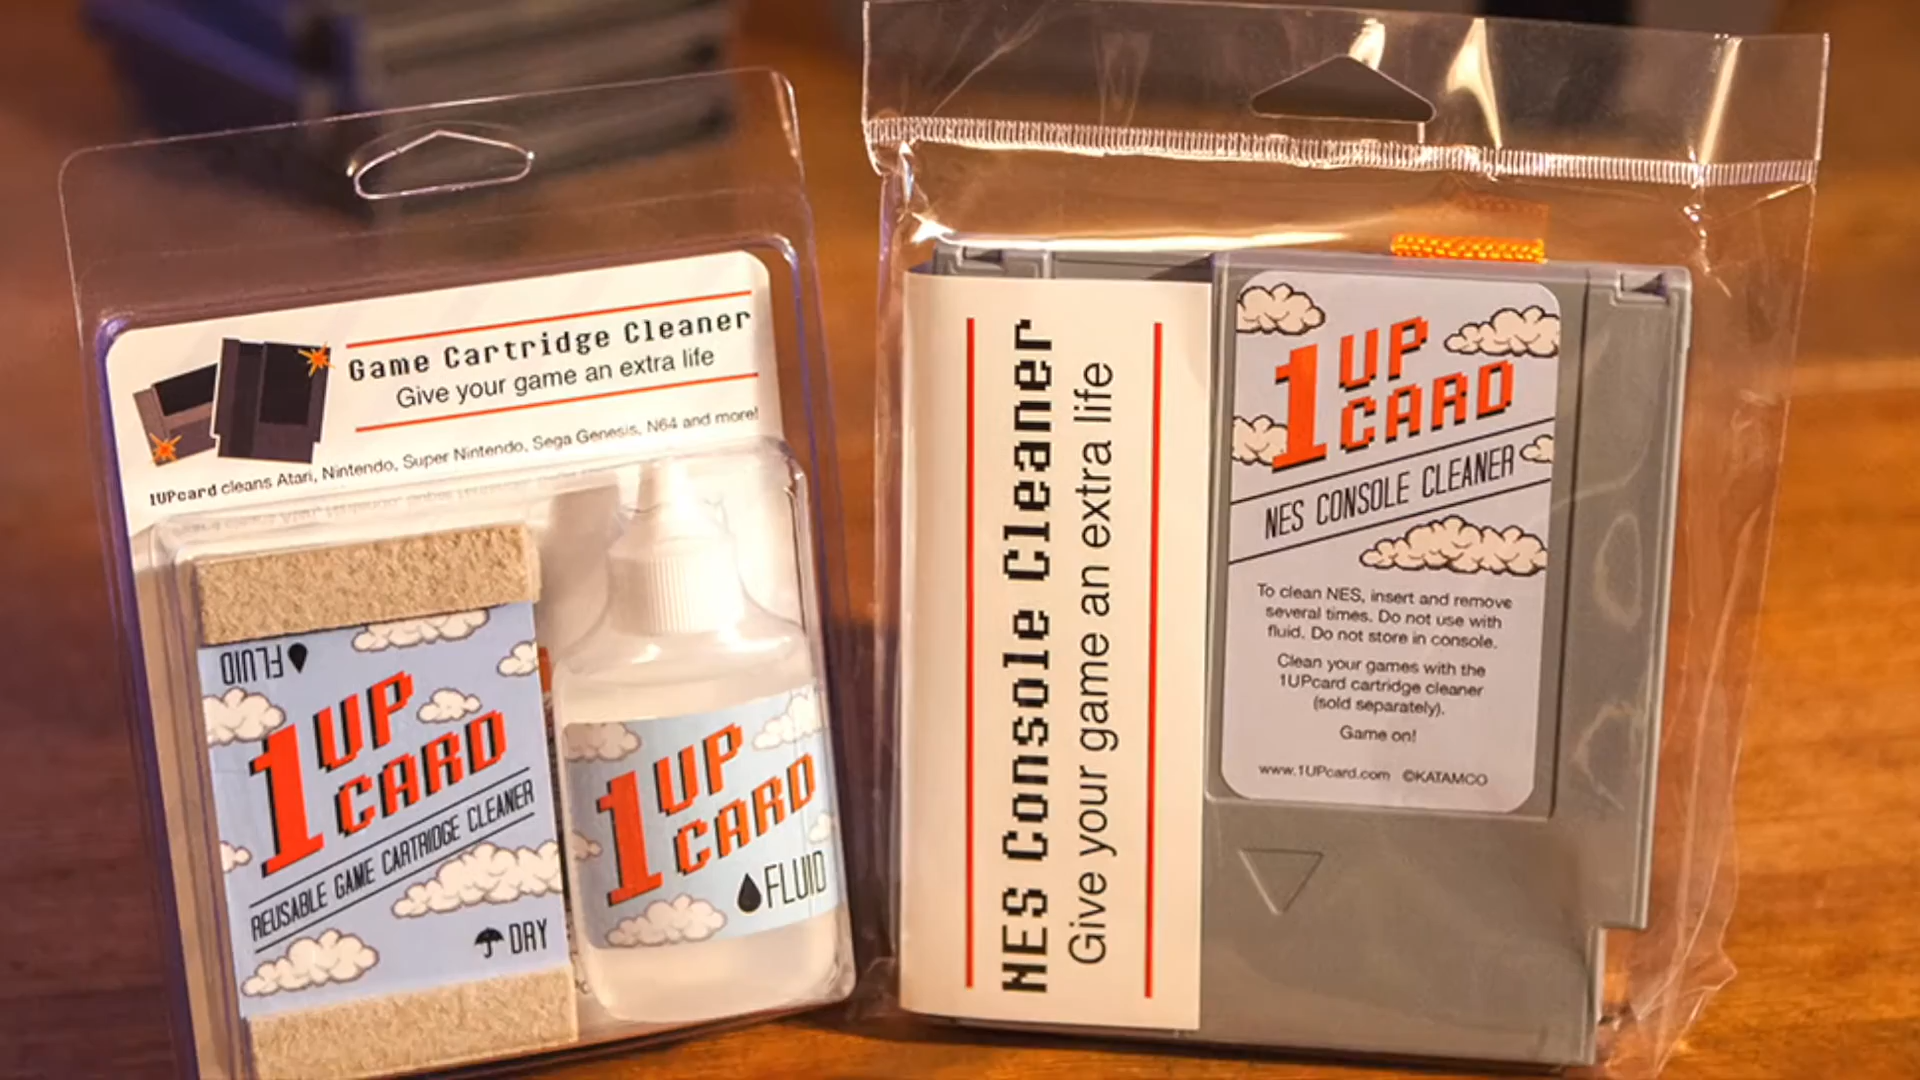 Game Cartridge Cleaner
Give your game an extra life
1UPcard cleans Atari, Nintendo, Super Nintendo, Sega Genesis, N64 and more!
FLUID
1UP
CARD
REUSABLE GAME CARTRIDGE CLEANER
DRY
1UP
CARD
FLUID
NES Console Cleaner
Give your game an extra life
1UP
CARD
NES CONSOLE CLEANER
To clean NES, insert and remove
several times. Do not use with
fluid. Do not store in console.
Clean your games with the
1UPcard cartridge cleaner
(sold separately).
Game on!
www.1UPcard.com ©KATAMCO